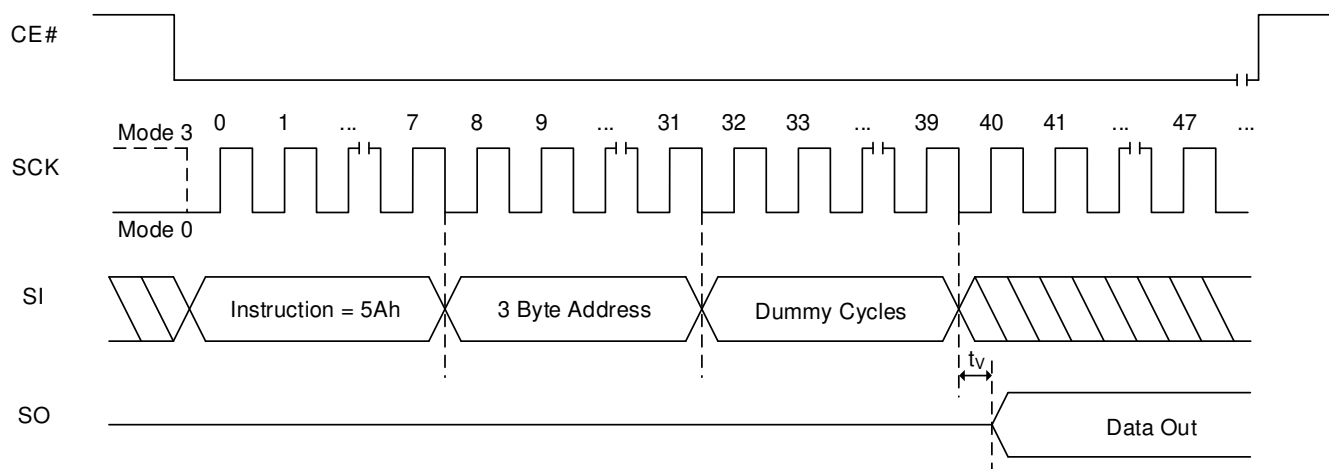 CE#
0 1 ... 7 8 9 ... 31 32 33 ... 39 40 41 ... 47 ...
Mode 3
SCK
Mode 0
SI Instruction = 5Ah 3 Byte Address Dummy Cycles
tV
SO Data Out